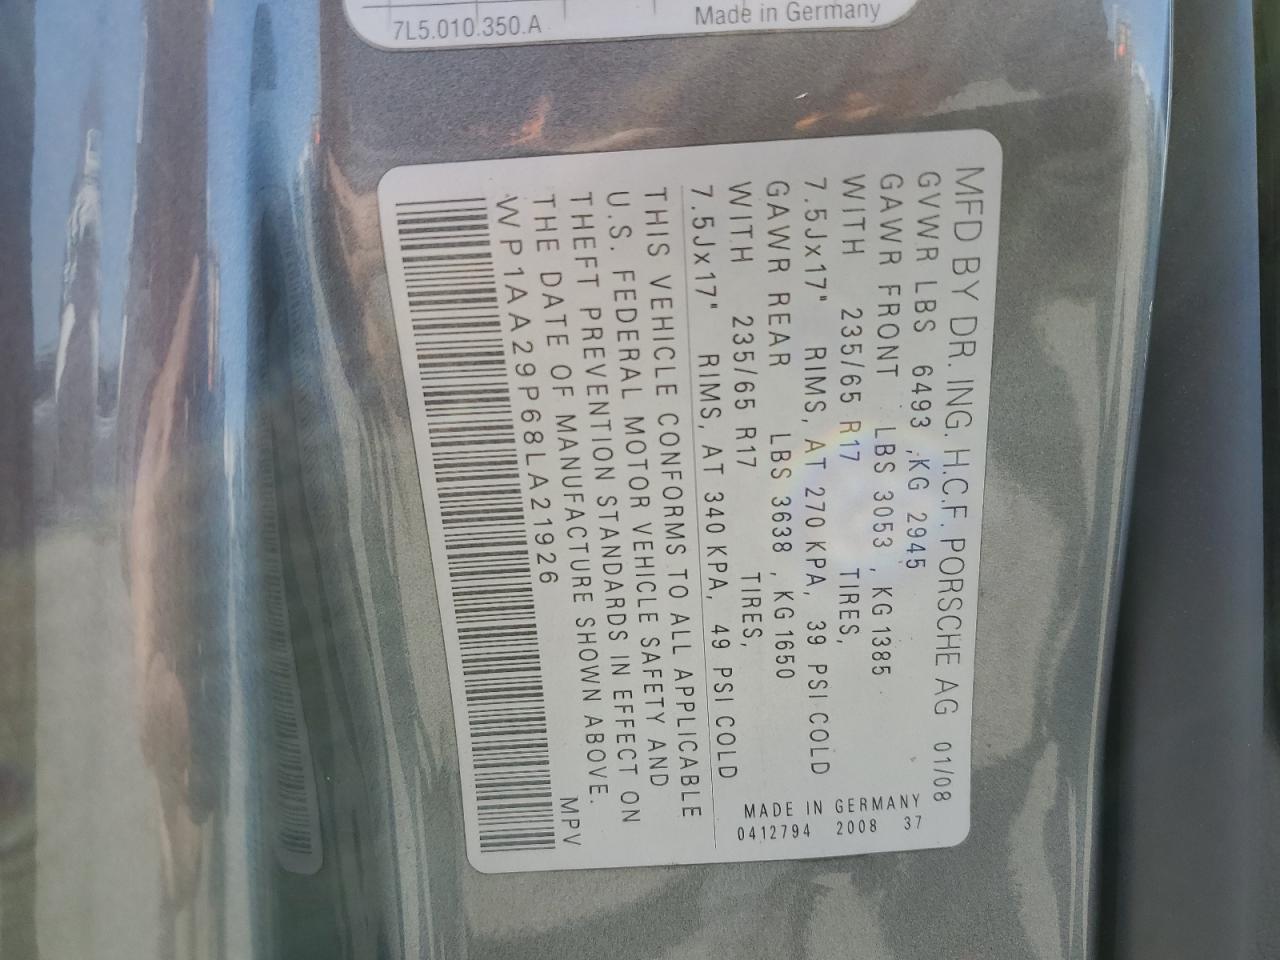 7L5.010.350.A
Made in Germany
MFD BY DR. ING. H.C.F. PORSCHE AG 01/08
GVWR LBS 6493 ,KG 2945
GAWR FRONT LBS 3053 , KG 1385
WITH 235/65 R17 TIRES,
7.5Jx17" RIMS, AT 270 KPA, 39 PSI COLD
GAWR REAR LBS 3638 , KG 1650
WITH 235/65 R17 TIRES,
7.5Jx17" RIMS, AT 340 KPA, 49 PSI COLD
MADE IN GERMANY
0412794 2008 37
THIS VEHICLE CONFORMS TO ALL APPLICABLE
U.S. FEDERAL MOTOR VEHICLE SAFETY AND
THEFT PREVENTION STANDARDS IN EFFECT ON
THE DATE OF MANUFACTURE SHOWN ABOVE.
WP1AA29P68LA21926 MPV